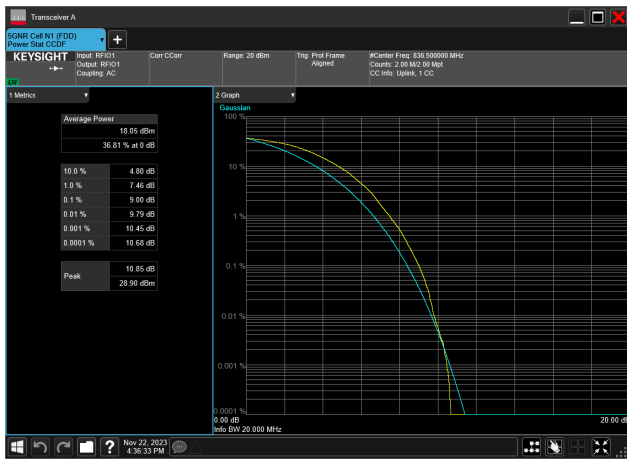 Transceiver A
5GNR Cell N1 (FDD)
Power Stat CCDF
KEYSIGHT
Input: RFIO1
Output: RFIO1
Coupling: AC
Corr CCorr
Range: 20 dBm
Trig: Prot Frame
Aligned
#Center Freq: 836.500000 MHz
Counts: 2.00 M/2.00 Mpt
CC Info: Uplink, 1 CC
1 Metrics
Average Power
18.05 dBm
36.81 % at 0 dB
10.0 % 4.80 dB
1.0 % 7.46 dB
0.1 % 9.00 dB
0.01 % 9.79 dB
0.001 % 10.45 dB
0.0001 % 10.68 dB
Peak
10.85 dB
28.90 dBm
2 Graph
Gaussian
100 %
10 %
1 %
0.1 %
0.01 %
0.001 %
0.0001 %
0.00 dB
20.00 dB
Info BW 20.000 MHz
Nov 22, 2023
4:36:33 PM